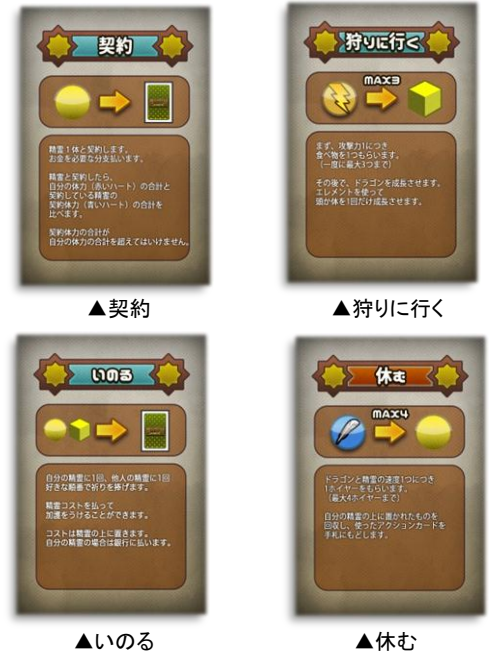 契約
精霊1体と契約します。
お金を必要な分支払います。
精霊と契約したら、
自分の体力（赤いハート）の合計と
契約している精霊の
契約体力（青いハート）の合計を
比べます。
契約体力の合計が
自分の体力の合計を超えてはいけません。
▲契約
狩りに行く
MAX3
まず、攻撃力1につき
食べ物を1つもらいます。
（一度に最大3つまで）
その後で、ドラゴンを成長させます。
エレメントを使って
頭か体を1回だけ成長させます。
▲狩りに行く
いのる
自分の精霊に1回、他人の精霊に1回
好きな順番で祈りを捧げます。
精霊コストを払って
加護をうけることができます。
コストは精霊の上に置きます。
自分の精霊の場合は銀行に払います。
▲いのる
休む
MAX4
ドラゴンと精霊の速度1つにつき
1ホイヤーをもらいます。
（最大4ホイヤーまで）
自分の精霊の上に置かれたものを
回収し、使ったアクションカードを
手札にもどします。
▲休む